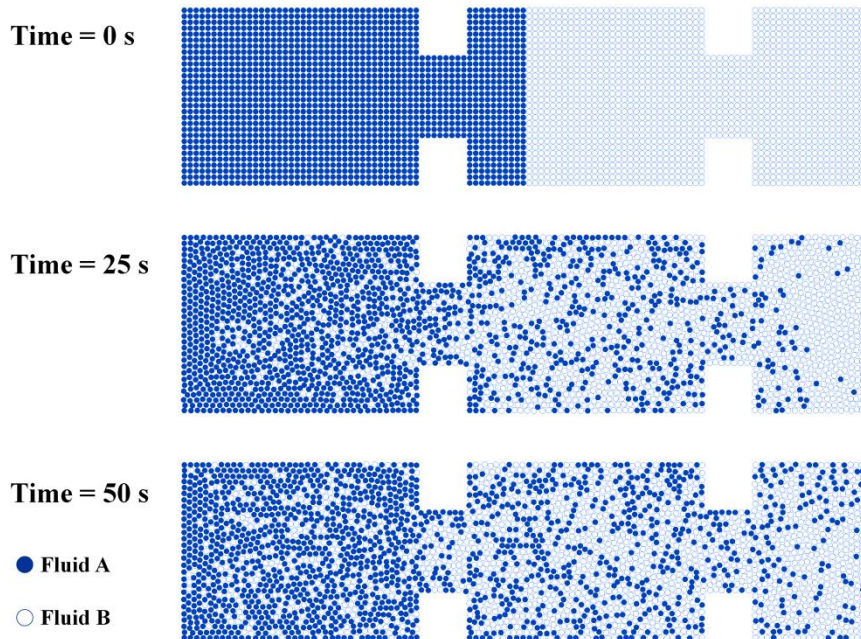 Time = 0 s
Time = 25 s
Time = 50 s
Fluid A
Fluid B